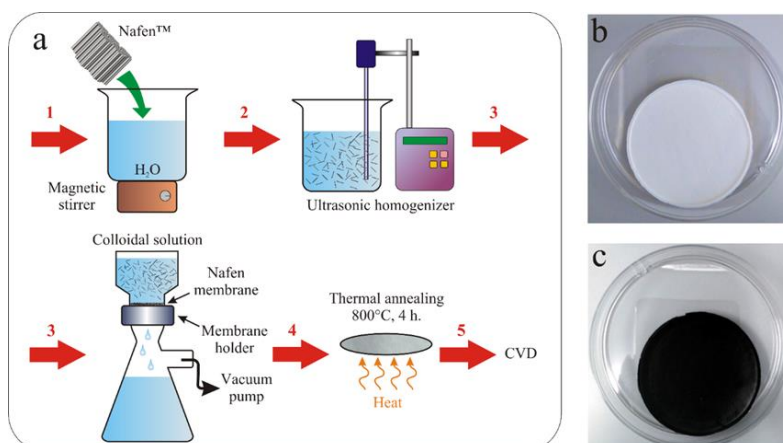 a
Nafen™
1
H₂O
Magnetic
stirrer
2
Ultrasonic homogenizer
3
Colloidal solution
Nafen
membrane
3
Membrane
holder
Vacuum
pump
4
Thermal annealing
800°C, 4 h.
Heat
5
CVD
b
c